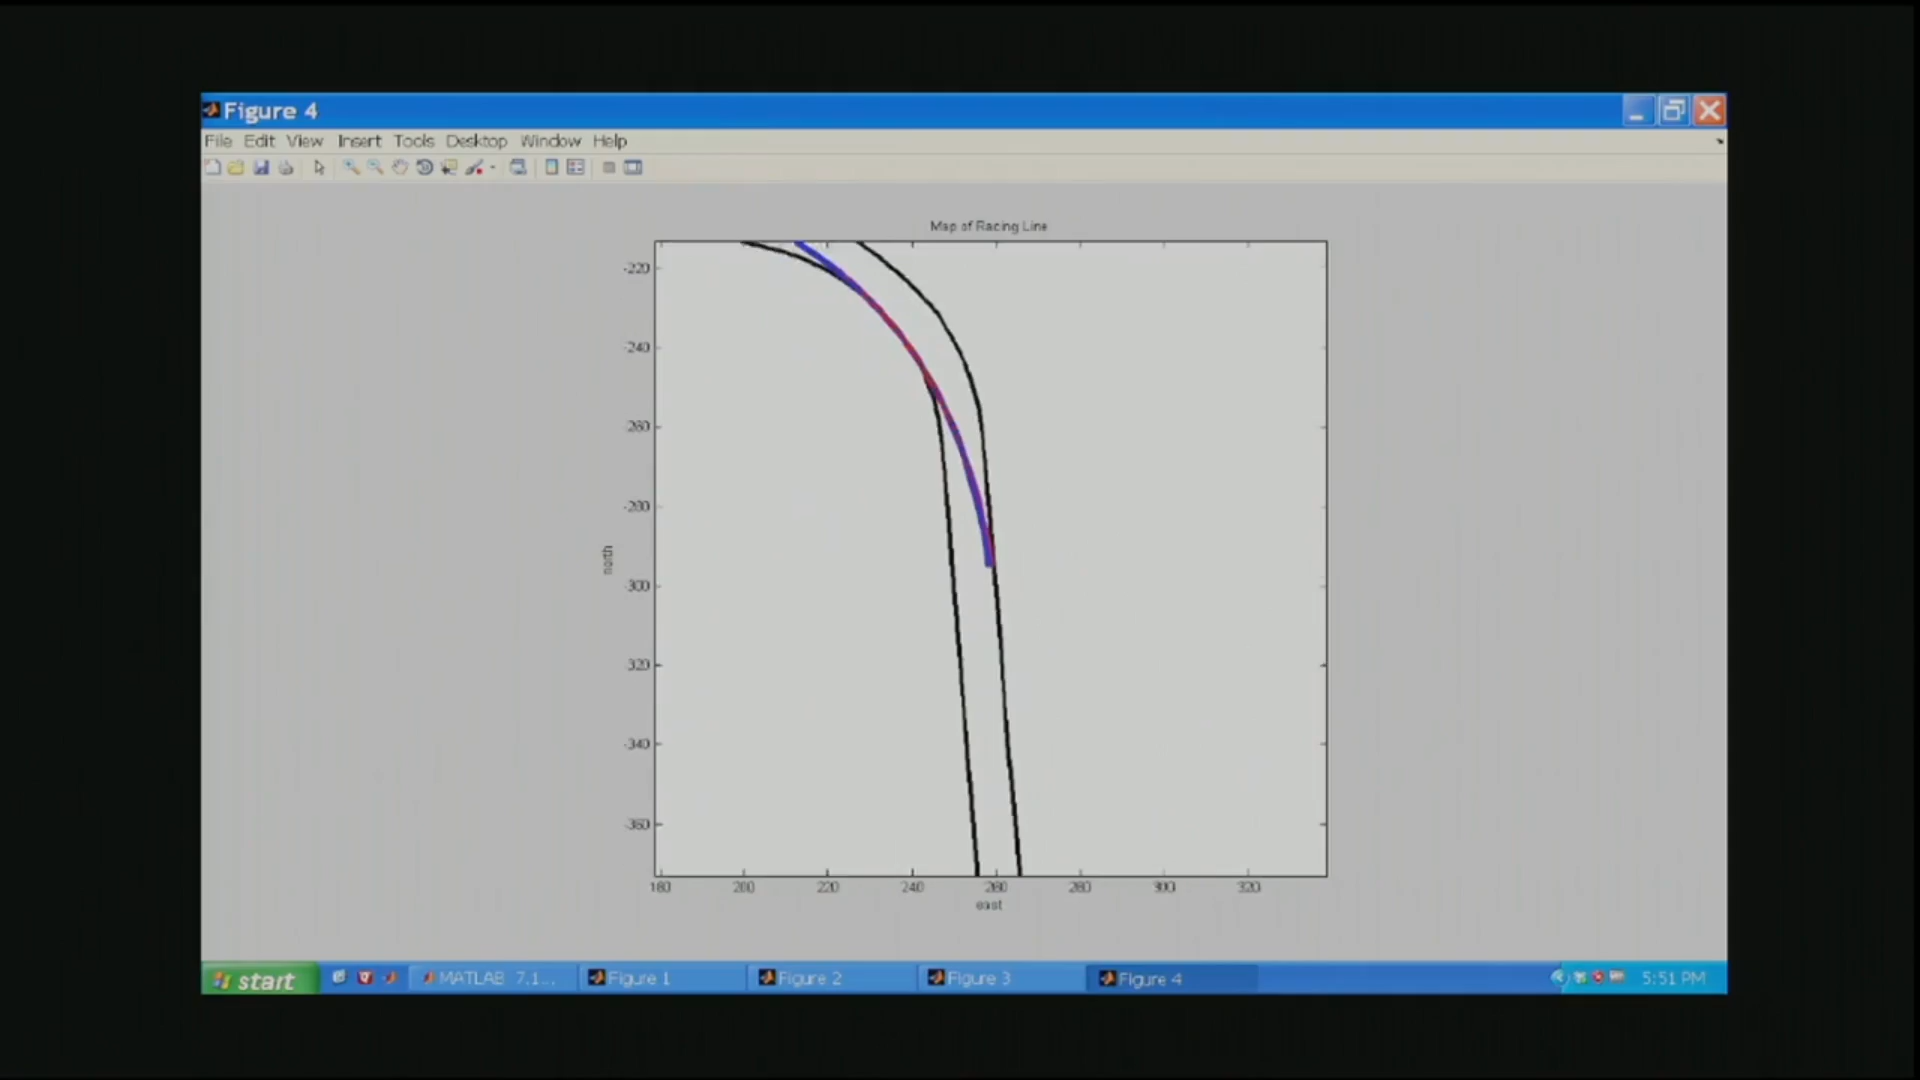 Figure 4
File Edit View Insert Tools Desktop Window Help
Map of Racing Line
-220
-240
-260
-280
-300
-320
-340
-360
north
180 200 220 240 260 280 300 320
east
start MATLAB 7.1... Figure 1 Figure 2 Figure 3 Figure 4 5:51 PM